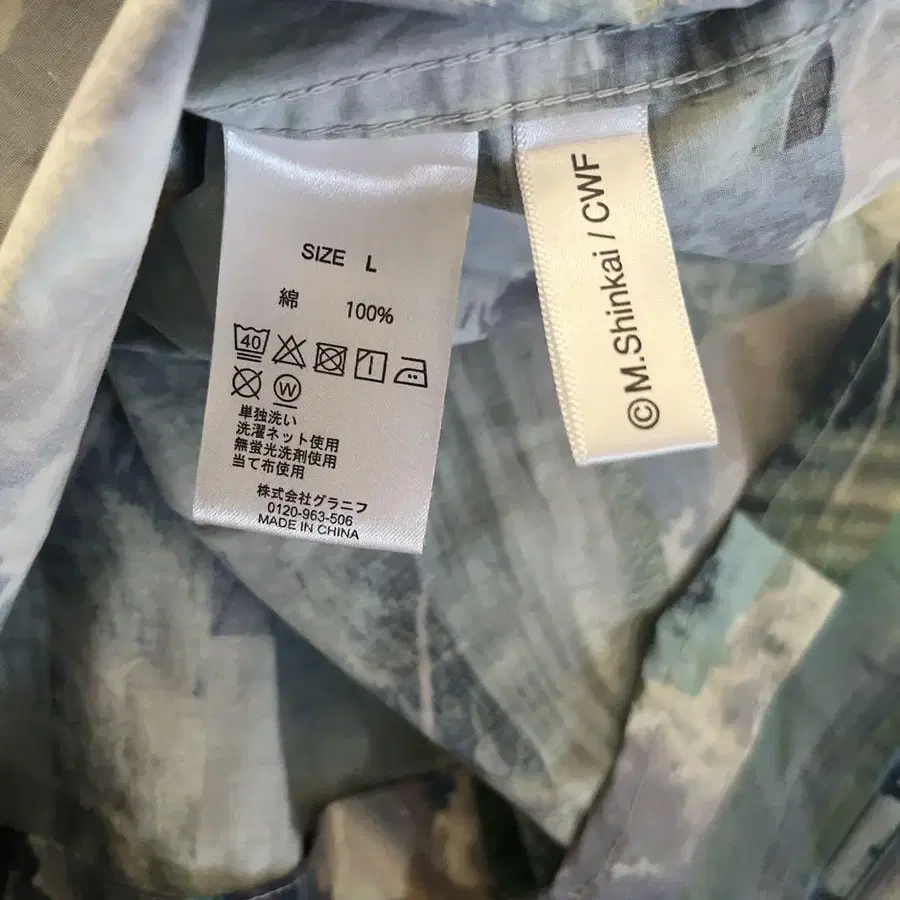 SIZE L
綿 100%
40
W
単独洗い
洗濯ネット使用
無蛍光洗剤使用
当て布使用
株式会社グラニフ
0120-963-506
MADE IN CHINA
©M.Shinkai / CWF